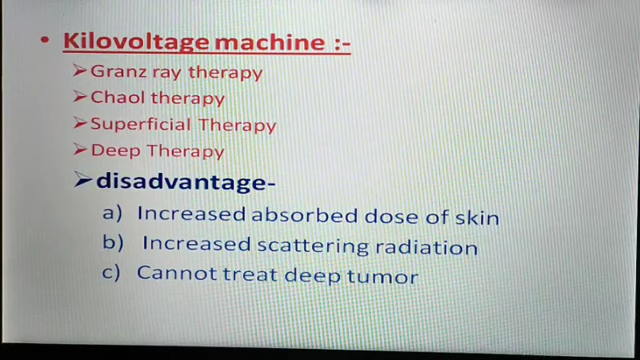 • Kilovoltage machine :-
➢Granz ray therapy
➢Chaol therapy
➢Superficial Therapy
➢Deep Therapy
➢disadvantage-
a) Increased absorbed dose of skin
b) Increased scattering radiation
c) Cannot treat deep tumor